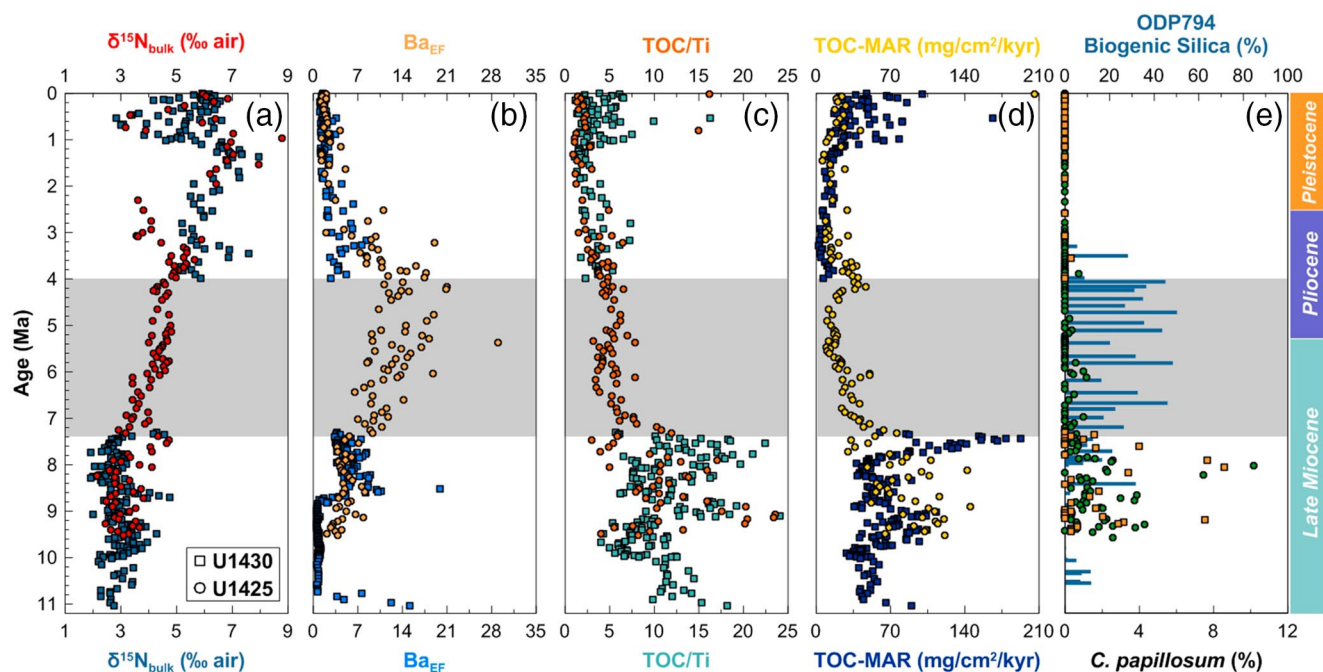 δ¹⁵N_bulk (‰ air)
Ba_EF
TOC/Ti
TOC-MAR (mg/cm²/kyr)
ODP794
Biogenic Silica (%)
1 3 5 7 9
0 7 14 21 28 35
0 5 10 15 20 25
0 70 140 210
0 20 40 60 80 100
(a)
(b)
(c)
(d)
(e)
Age (Ma)
0
1
2
3
4
5
6
7
8
9
10
11
Pleistocene
Pliocene
Late Miocene
U1430
U1425
1 3 5 7 9
0 7 14 21 28 35
0 5 10 15 20 25
0 70 140 210
0 2 4 6 8 10 12
δ¹⁵N_bulk (‰ air)
Ba_EF
TOC/Ti
TOC-MAR (mg/cm²/kyr)
C. papillosum (%)